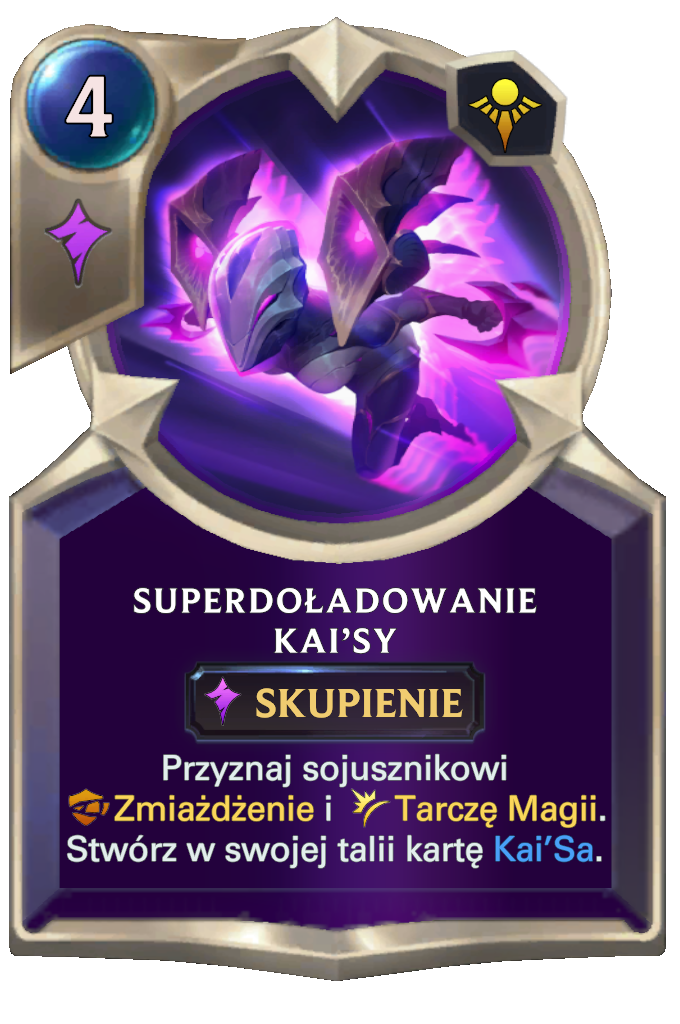 4
SUPERDOŁADOWANIE
KAI'SY
SKUPIENIE
Przyznaj sojusznikowi
Zmiażdżenie i Tarczę Magii.
Stwórz w swojej talii kartę Kai'Sa.